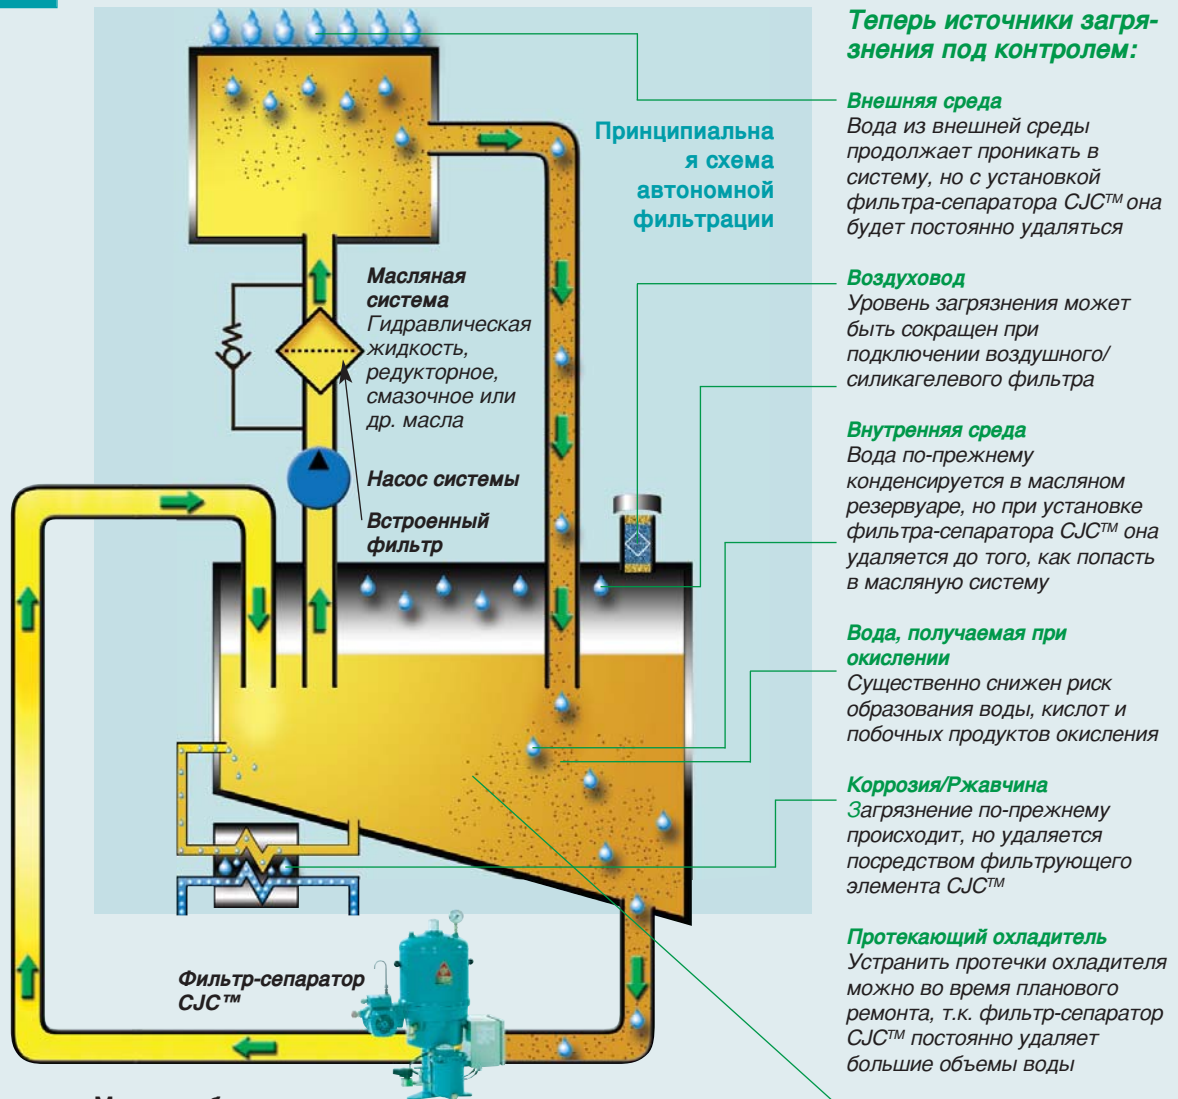 Принципиальна
я схема
автономной
фильтрации
Масляная
система
Гидравлическая
жидкость,
редукторное,
смазочное или
др. масла
Насос системы
Встроенный
фильтр
Фильтр-сепаратор
CJC™
Теперь источники загря-
знения под контролем:
Внешняя среда
Вода из внешней среды
продолжает проникать в
систему, но с установкой
фильтра-сепаратора CJC™ она
будет постоянно удаляться
Воздуховод
Уровень загрязнения может
быть сокращен при
подключении воздушного/
силикагелевого фильтра
Внутренняя среда
Вода по-прежнему
конденсируется в масляном
резервуаре, но при установке
фильтра-сепаратора CJC™ она
удаляется до того, как попасть
в масляную систему
Вода, получаемая при
окислении
Существенно снижен риск
образования воды, кислот и
побочных продуктов окисления
Коррозия/Ржавчина
Загрязнение по-прежнему
происходит, но удаляется
посредством фильтрующего
элемента CJC™
Протекающий охладитель
Устранить протечки охладителя
можно во время планового
ремонта, т.к. фильтр-сепаратор
CJC™ постоянно удаляет
большие объемы воды